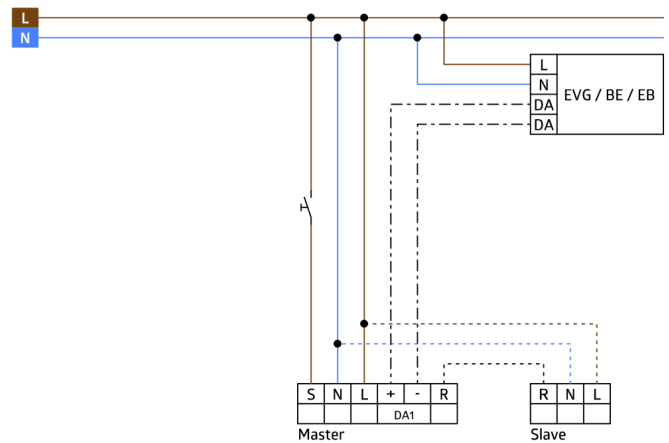 L
N
L
N
DA
DA
EVG / BE / EB
S N L + - R
DA1
Master
R N L
Slave